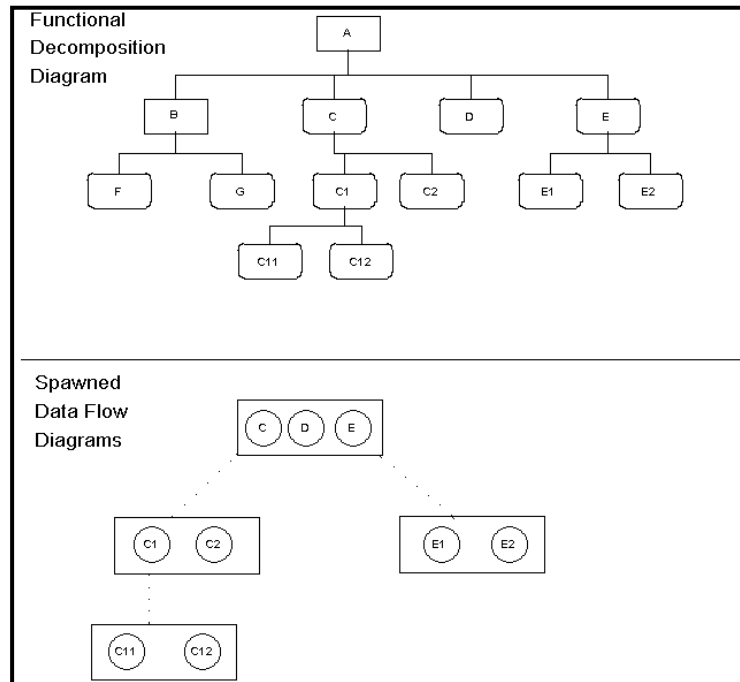 Functional
Decomposition
Diagram
A
B
C
D
E
F
G
C1
C2
E1
E2
C11
C12
Spawned
Data Flow
Diagrams
C
D
E
C1
C2
E1
E2
C11
C12